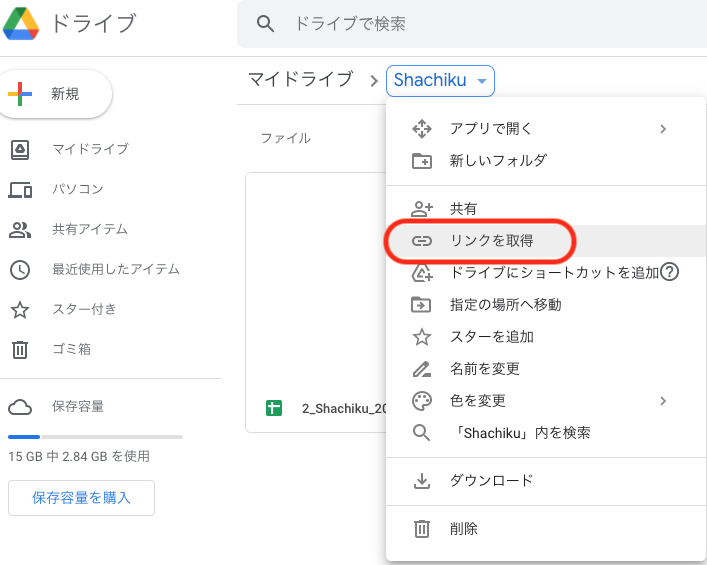 ドライブ
ドライブで検索
新規
マイドライブ
パソコン
共有アイテム
最近使用したアイテム
スター付き
ゴミ箱
保存容量
15 GB 中 2.84 GB を使用
保存容量を購入
マイドライブ > Shachiku
ファイル
2_Shachiku_20
アプリで開く
新しいフォルダ
共有
リンクを取得
ドライブにショートカットを追加
指定の場所へ移動
スターを追加
名前を変更
色を変更
「Shachiku」内を検索
ダウンロード
削除